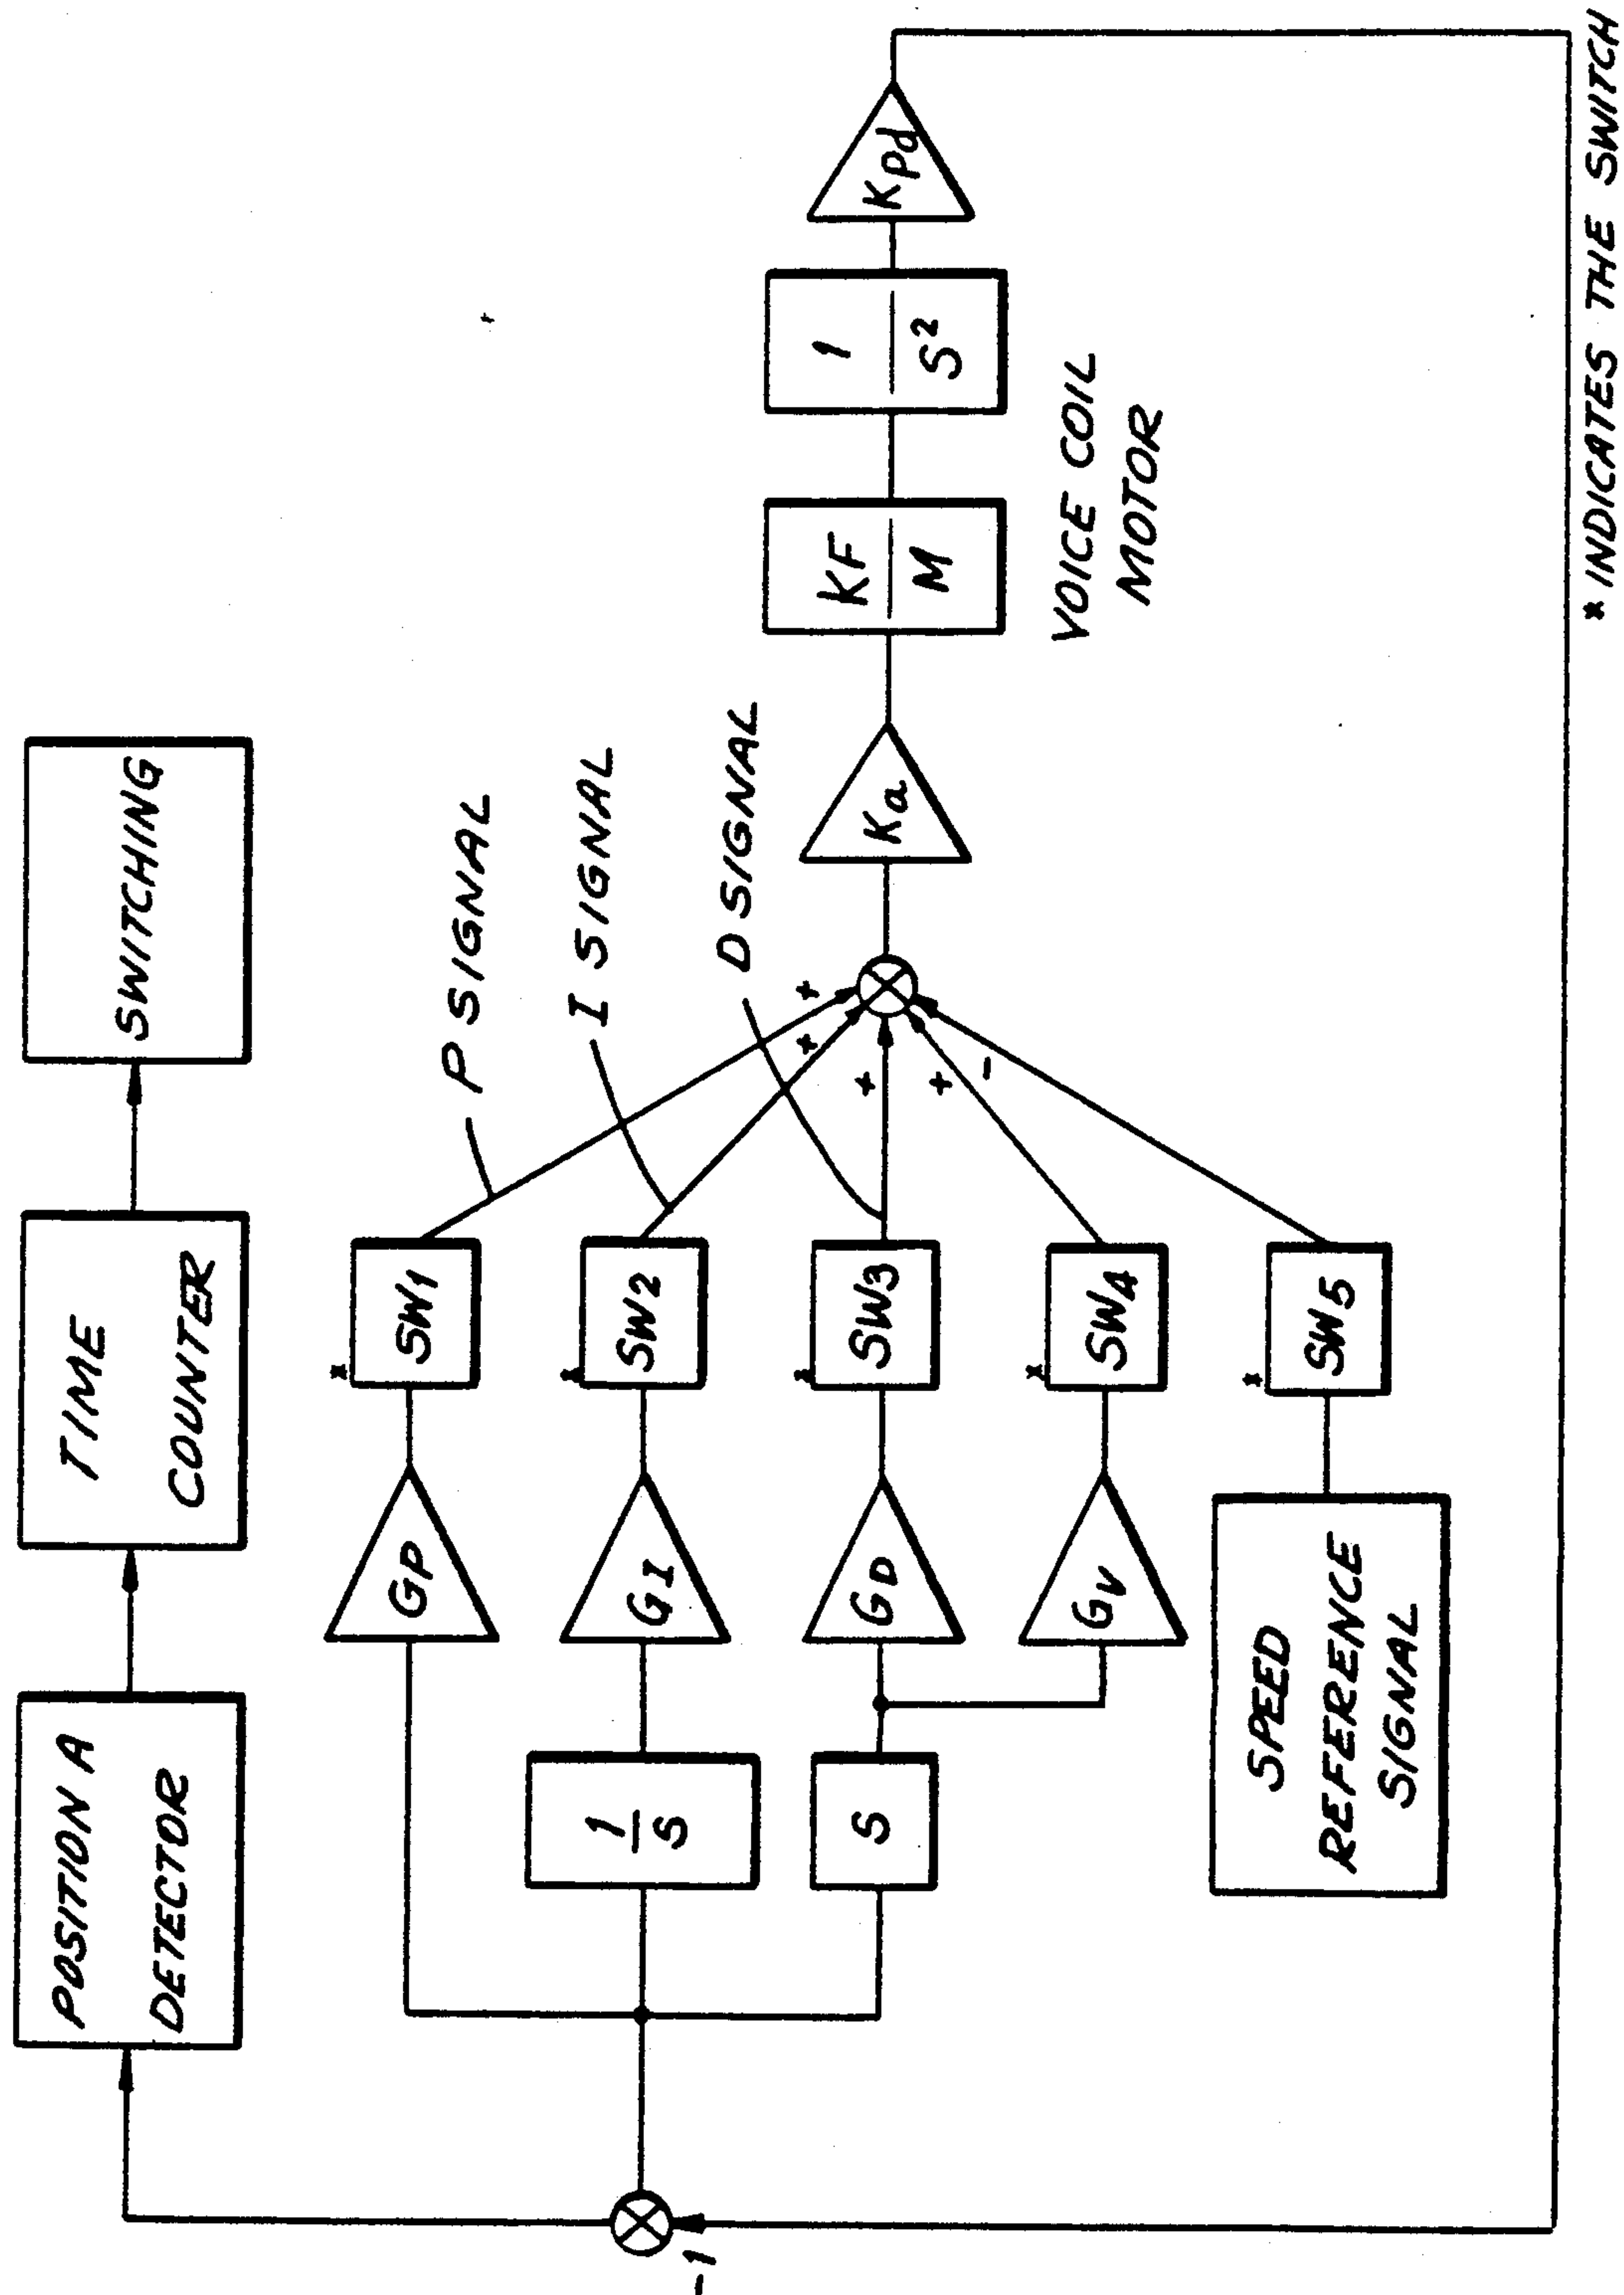 POSITION A
DETECTOR
TIME
COUNTER
SWITCHING
GP
SW1
*
P SIGNAL
1
S
GI
SW2
*
I SIGNAL
S
GD
SW3
*
D SIGNAL
GV
SW4
*
SPEED
REFERENCE
SIGNAL
SW5
*
+
+
+
+
-
Ka
KF
M
1
S²
VOICE COIL
MOTOR
KPd
-1
* INDICATES THE SWITCH